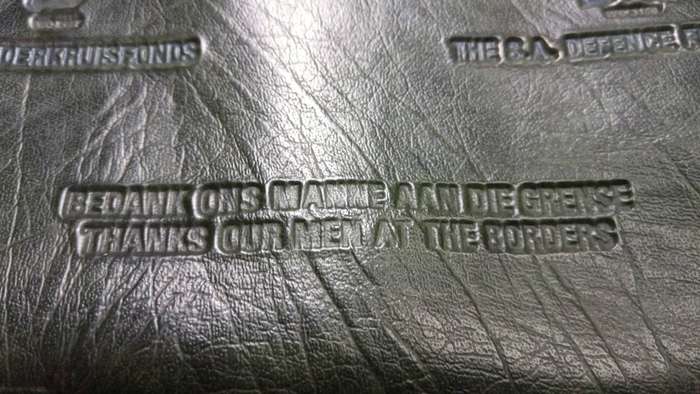 DERKRUISFONDS
THE S.A. DEFENCE F
BEDANK ONS MANNE AAN DIE GRENSE
THANKS OUR MEN AT THE BORDERS